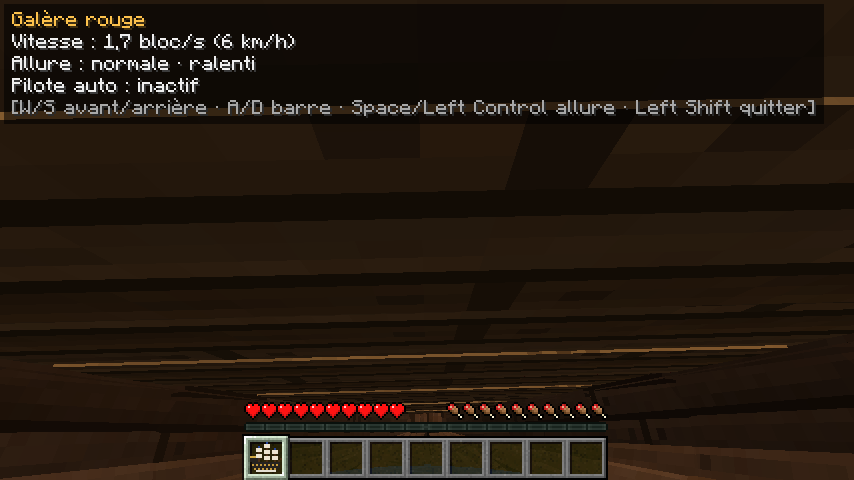 Galère rouge
Vitesse : 1,7 bloc/s (6 km/h)
Allure : normale · ralenti
Pilote auto : inactif
[W/S avant/arrière · A/D barre · Space/Left Control allure · Left Shift quitter]